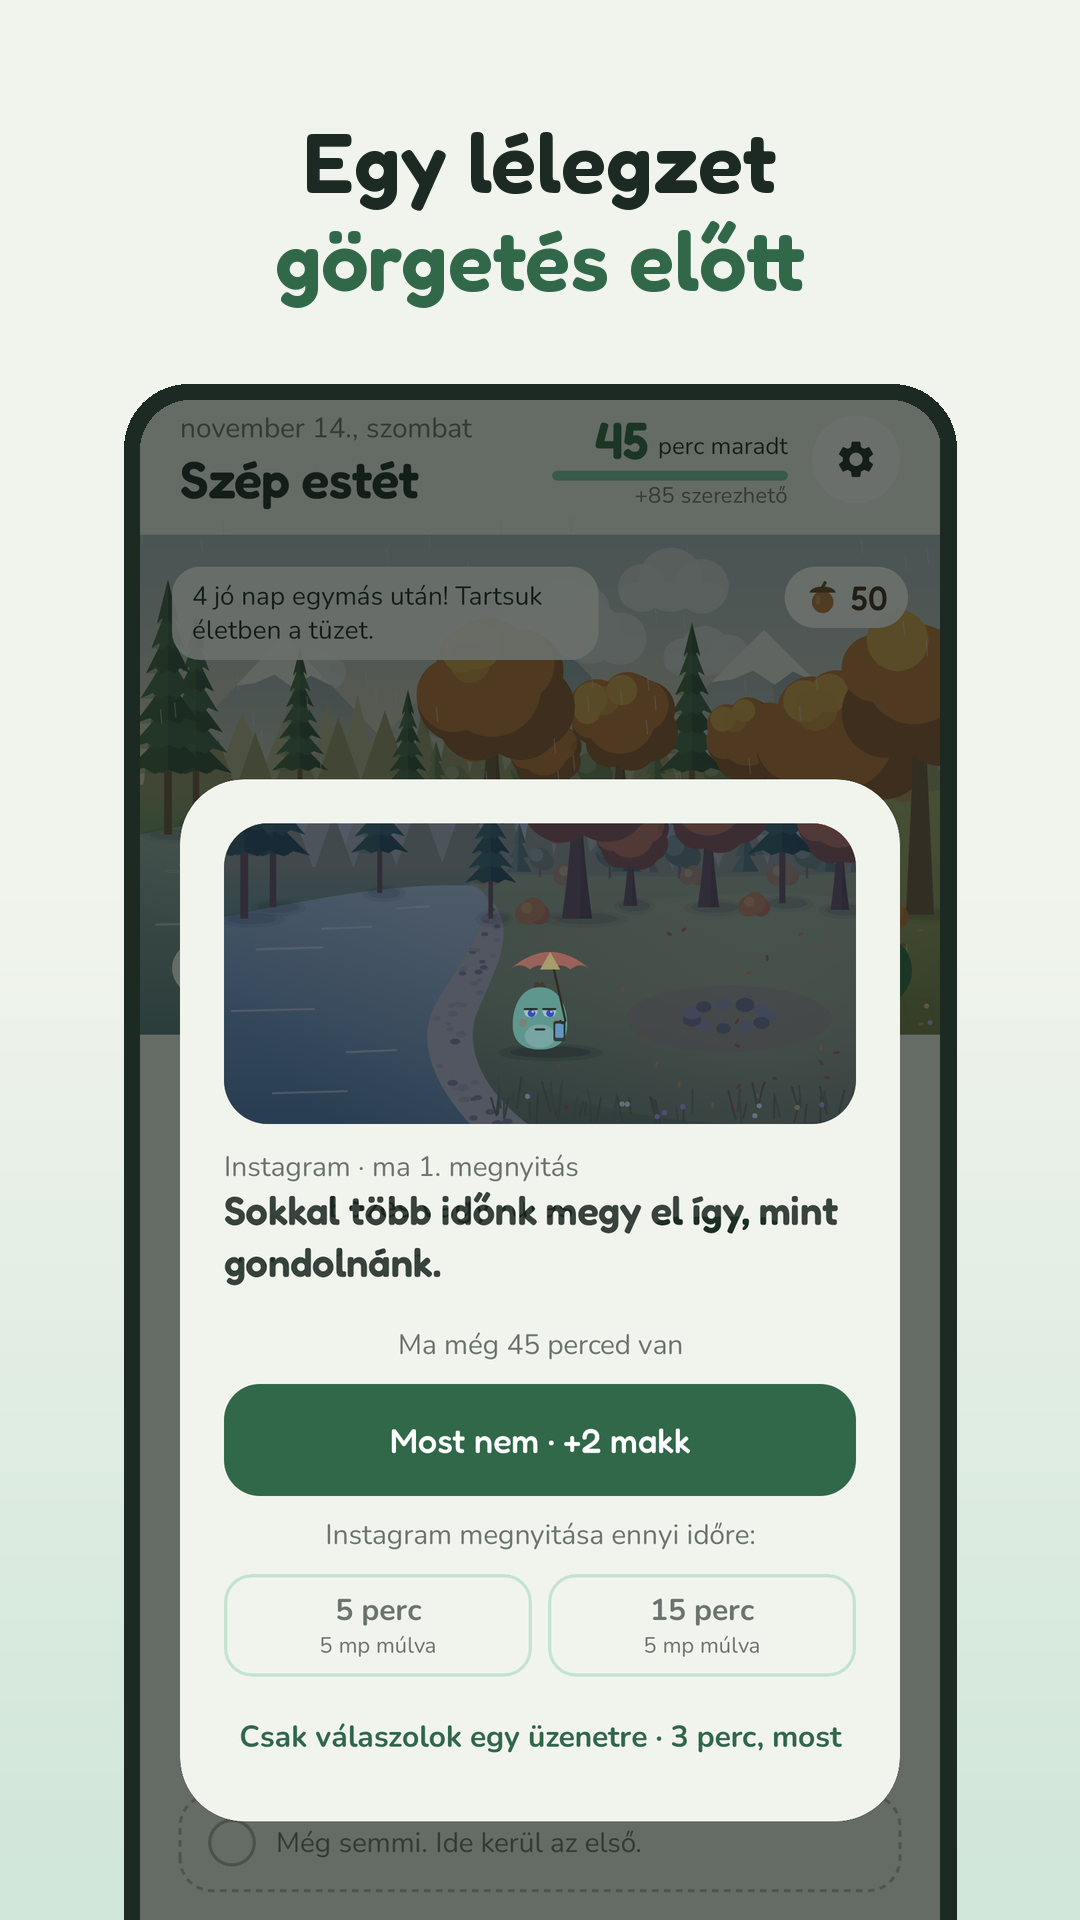 Egy lélegzet
görgetés előtt
november 14., szombat
Szép estét
45 perc maradt
+85 szerezhető
4 jó nap egymás után! Tartsuk
életben a tüzet.
50
Instagram · ma 1. megnyitás
Sokkal több időnk megy el így, mint
gondolnánk.
Ma még 45 perced van
Most nem · +2 makk
Instagram megnyitása ennyi időre:
5 perc
5 mp múlva
15 perc
5 mp múlva
Csak válaszolok egy üzenetre · 3 perc, most
Még semmi. Ide kerül az első.